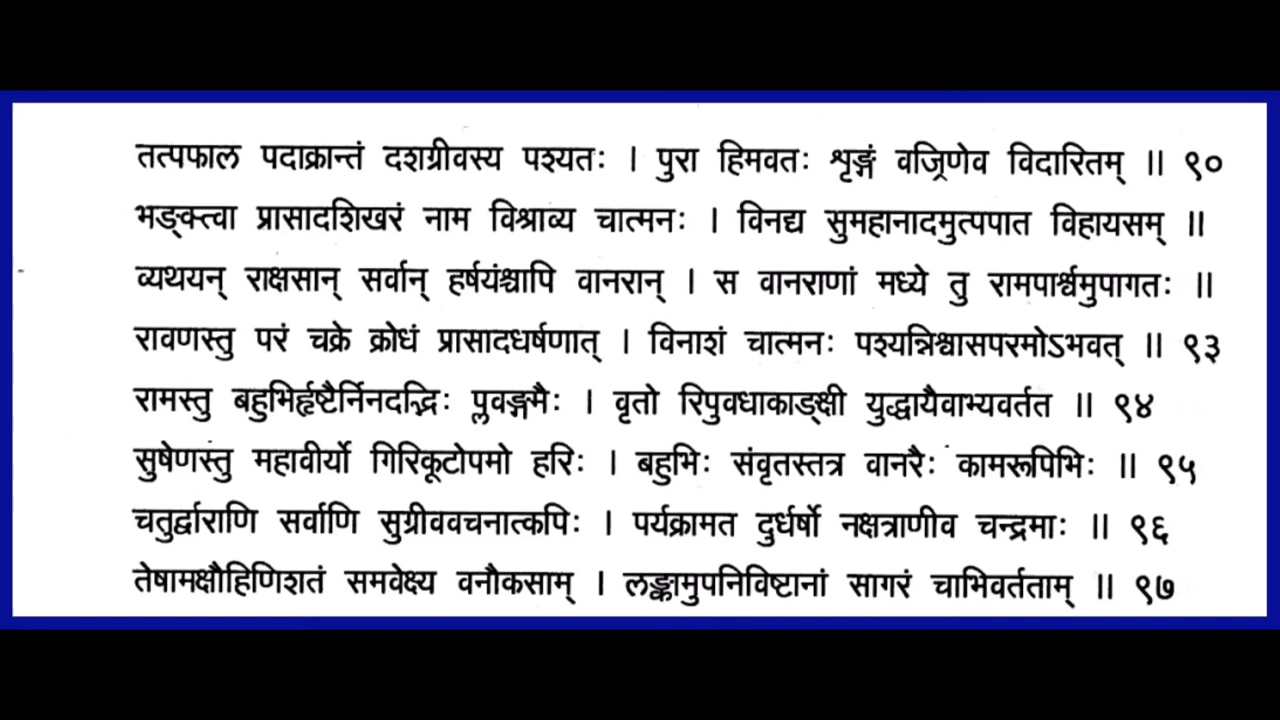 तत्पफाल पदाक्रान्तं दशग्रीवस्य पश्यतः । पुरा हिमवतः शृङ्गं वज्रिणेव विदारितम् ॥ ९०
भङ्क्त्वा प्रासादशिखरं नाम विश्राव्य चात्मनः । विनद्य सुमहानादमुत्पपात विहायसम् ॥
व्यथयन् राक्षसान् सर्वान् हर्षयंश्चापि वानरान् । स वानराणां मध्ये तु रामपार्श्वमुपागतः ॥
रावणस्तु परं चक्रे क्रोधं प्रासादधर्षणात् । विनाशं चात्मनः पश्यन्निश्वासपरमोऽभवत् ॥ ९३
रामस्तु बहुभिर्हृष्टैर्निनदद्भिः प्लवङ्गमैः । वृतो रिपुवधाकाङ्क्षी युद्धायैवाभ्यवर्तत ॥ ९४
सुषेणस्तु महावीर्यो गिरिकूटोपमो हरिः । बहुभिः संवृतस्तत्र वानरैः कामरूपिभिः ॥ ९५
चतुर्द्वाराणि सर्वाणि सुग्रीववचनात्कपिः । पर्यक्रामत दुर्धर्षो नक्षत्राणीव चन्द्रमाः ॥ ९६
तेषामक्षौहिणिशतं समवेक्ष्य वनौकसाम् । लङ्कामुपनिविष्टानां सागरं चाभिवर्तताम् ॥ ९७